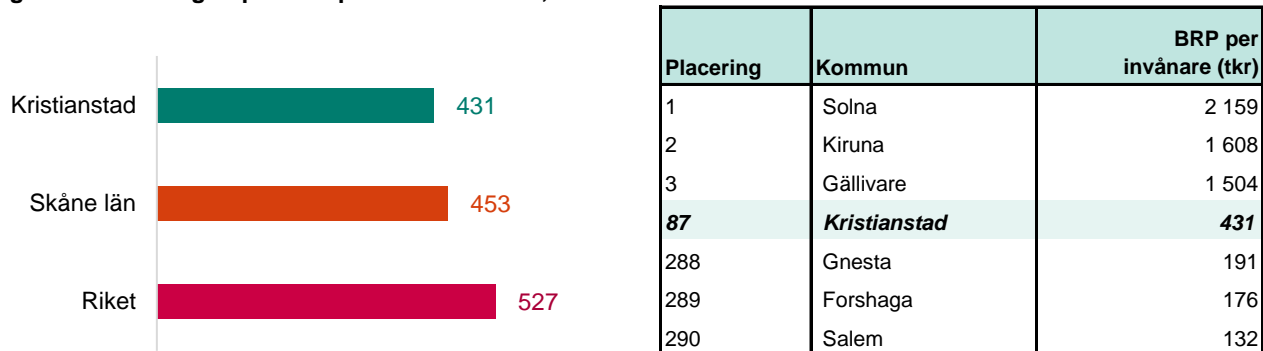 Kristianstad 431
Skåne län 453
Riket 527
Placering Kommun BRP per invånare (tkr)
1 Solna 2 159
2 Kiruna 1 608
3 Gällivare 1 504
87 Kristianstad 431
288 Gnesta 191
289 Forshaga 176
290 Salem 132